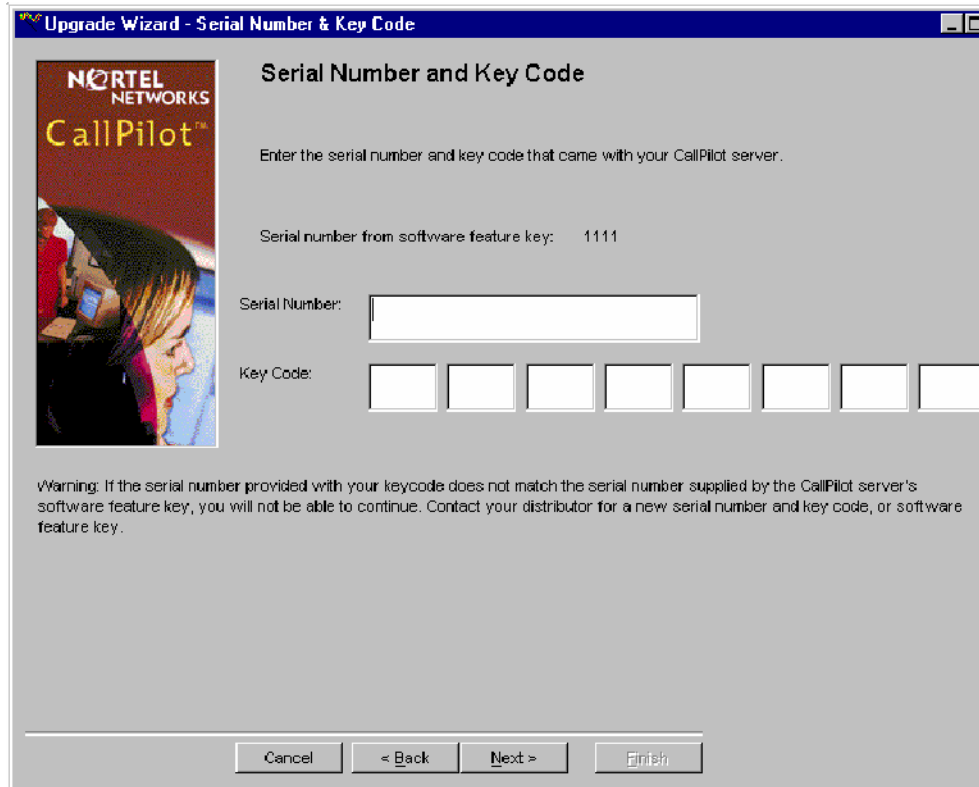 Upgrade Wizard - Serial Number & Key Code
NORTEL
NETWORKS
CallPilot™
Serial Number and Key Code
Enter the serial number and key code that came with your CallPilot server.
Serial number from software feature key: 1111
Serial Number:
Key Code:
Warning: If the serial number provided with your keycode does not match the serial number supplied by the CallPilot server's
software feature key, you will not be able to continue. Contact your distributor for a new serial number and key code, or software
feature key.
Cancel
< Back
Next >
Finish